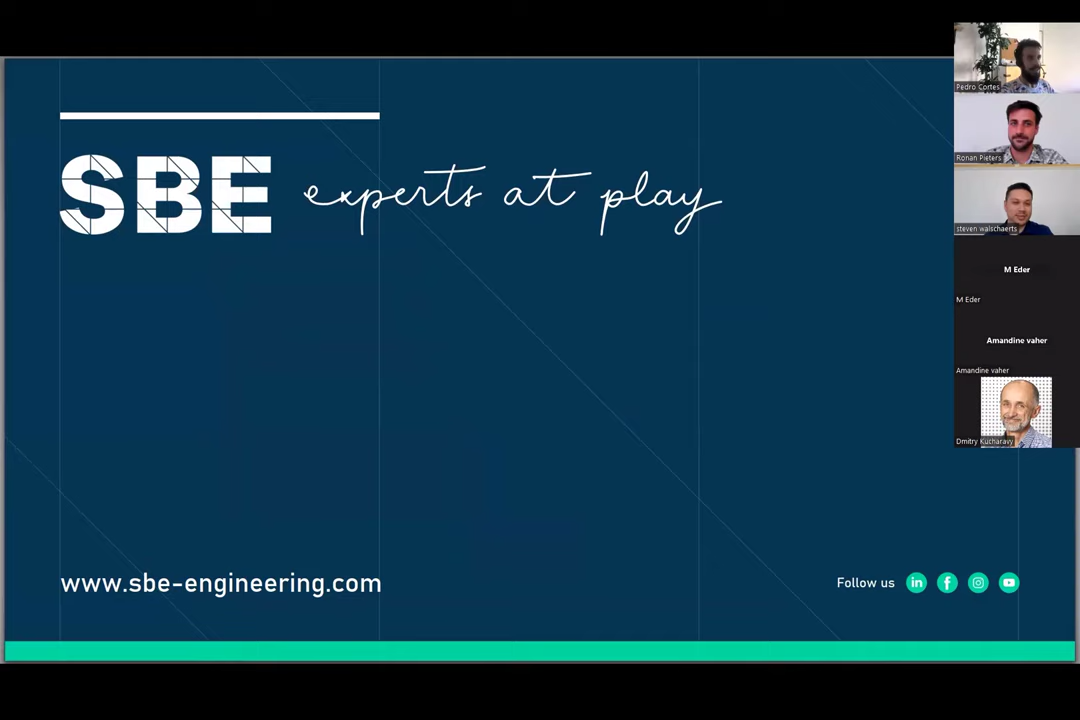 SBE experts at play
www.sbe-engineering.com
Follow us
Pedro Cortes
Ronan Pieters
steven walschaerts
M Eder
M Eder
Amandine vaher
Amandine vaher
Dmitry Kucharavy